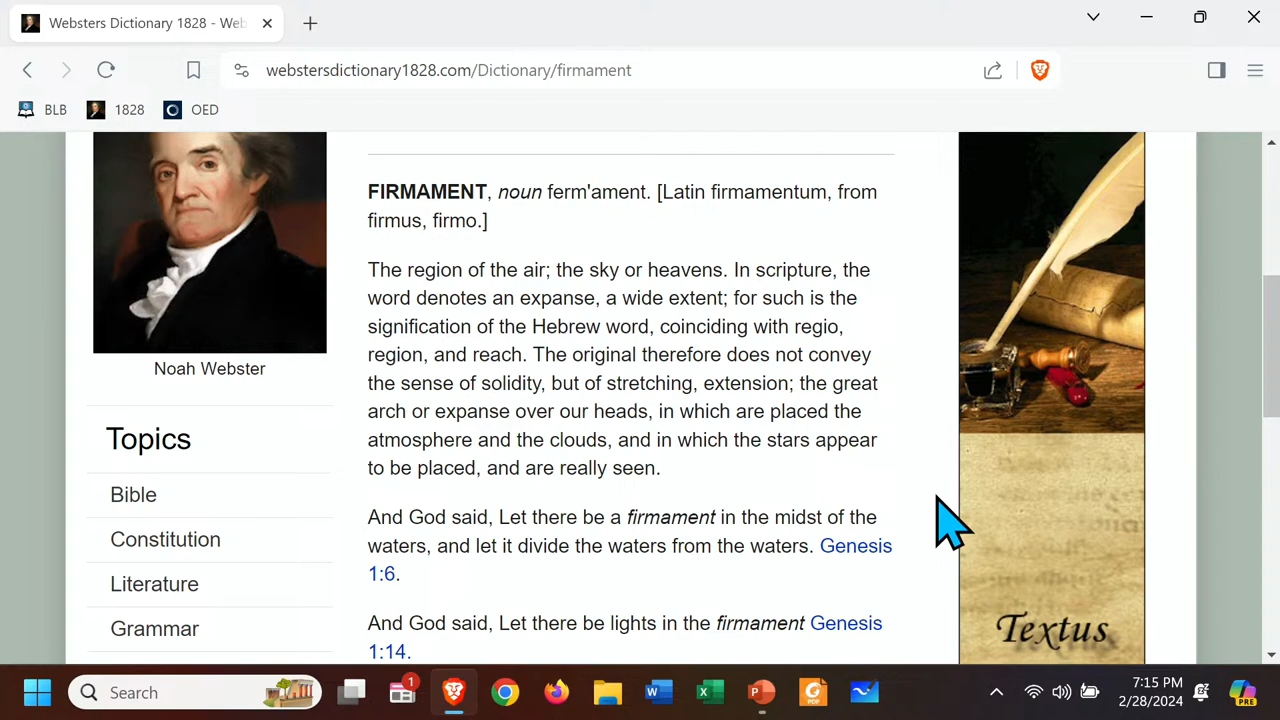 Websters Dictionary 1828 - Web
webstersdictionary1828.com/Dictionary/firmament
BLB
1828
OED
FIRMAMENT, noun ferm'ament. [Latin firmamentum, from
firmus, firmo.]
The region of the air; the sky or heavens. In scripture, the
word denotes an expanse, a wide extent; for such is the
signification of the Hebrew word, coinciding with regio,
region, and reach. The original therefore does not convey
the sense of solidity, but of stretching, extension; the great
arch or expanse over our heads, in which are placed the
atmosphere and the clouds, and in which the stars appear
to be placed, and are really seen.
And God said, Let there be a firmament in the midst of the
waters, and let it divide the waters from the waters. Genesis
1:6.
And God said, Let there be lights in the firmament Genesis
1:14.
Noah Webster
Topics
Bible
Constitution
Literature
Grammar
Textus
Search
1
W
X
P
PDF
7:15 PM
2/28/2024
PRE